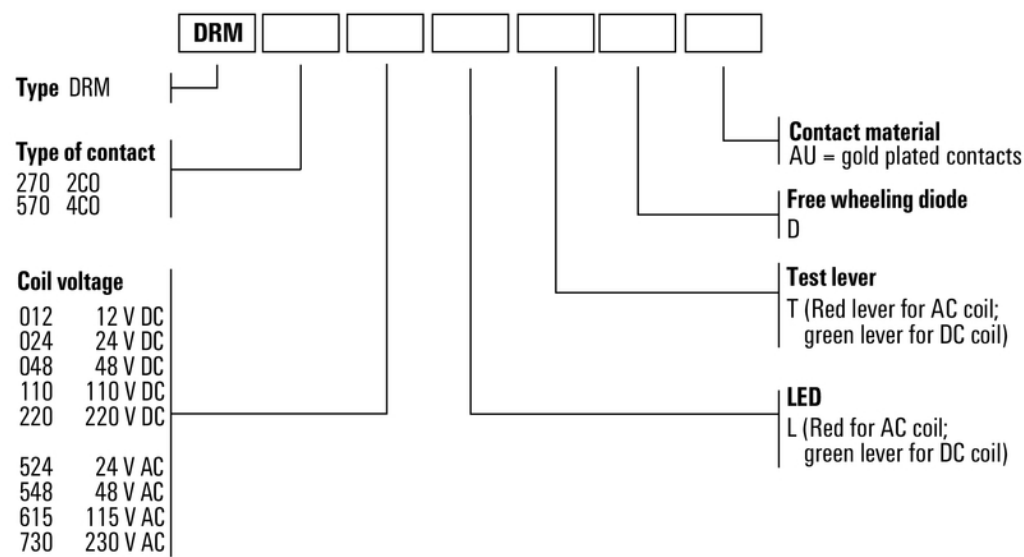 DRM
Type DRM
Type of contact
270 2CO
570 4CO
Coil voltage
012 12 V DC
024 24 V DC
048 48 V DC
110 110 V DC
220 220 V DC
524 24 V AC
548 48 V AC
615 115 V AC
730 230 V AC
Contact material
AU = gold plated contacts
Free wheeling diode
D
Test lever
T (Red lever for AC coil;
green lever for DC coil)
LED
L (Red for AC coil;
green lever for DC coil)